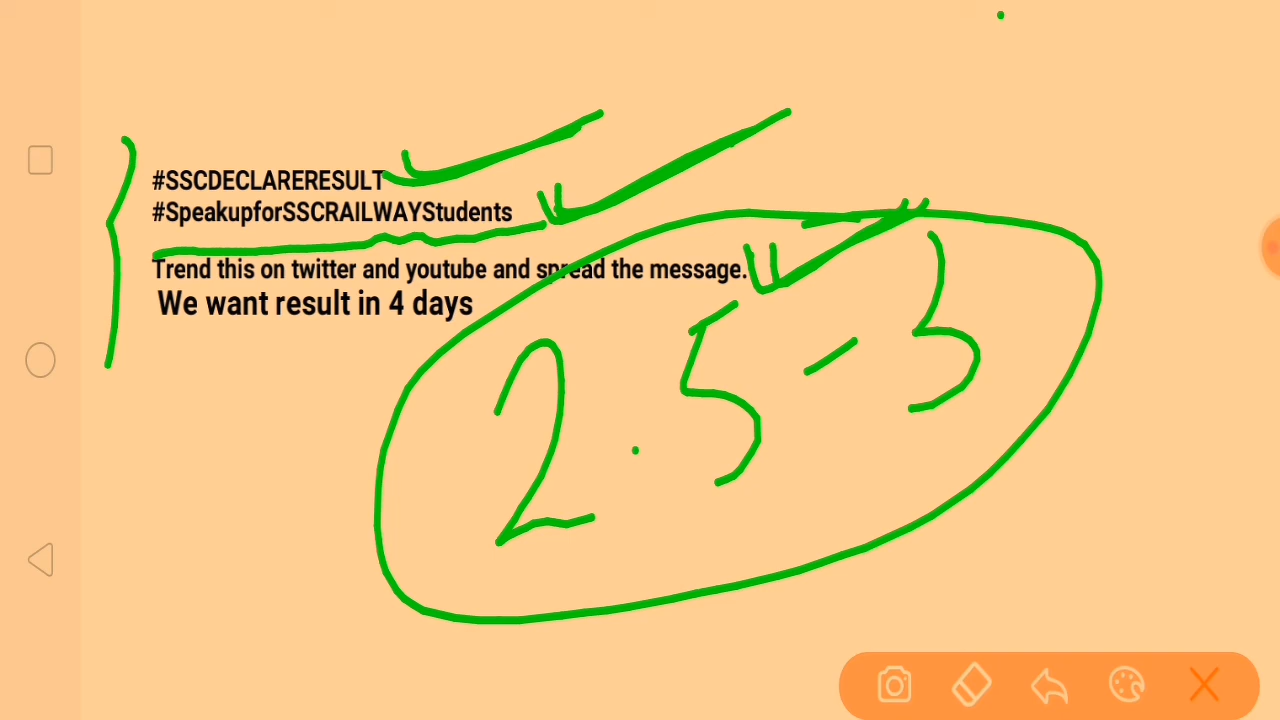 #SSCDECLARERESULT
#SpeakupforSSCRAILWAYStudents
Trend this on twitter and youtube and spread the message.
We want result in 4 days
2.5-3